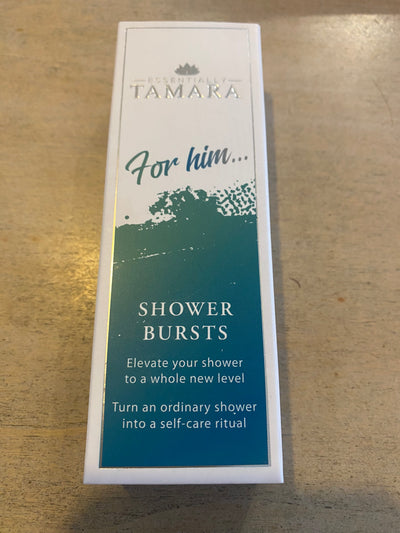 ESSENTIALLY
TAMARA
For him...
SHOWER
BURSTS
Elevate your shower
to a whole new level
Turn an ordinary shower
into a self-care ritual